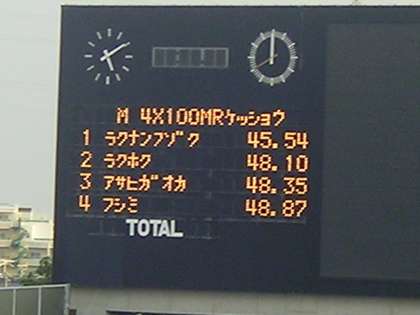 M 4X100MRケッショウ
1 ラクナンフゾク 45.54
2 ラクホク 48.10
3 アサヒガオカ 48.35
4 フシミ 48.87
TOTAL